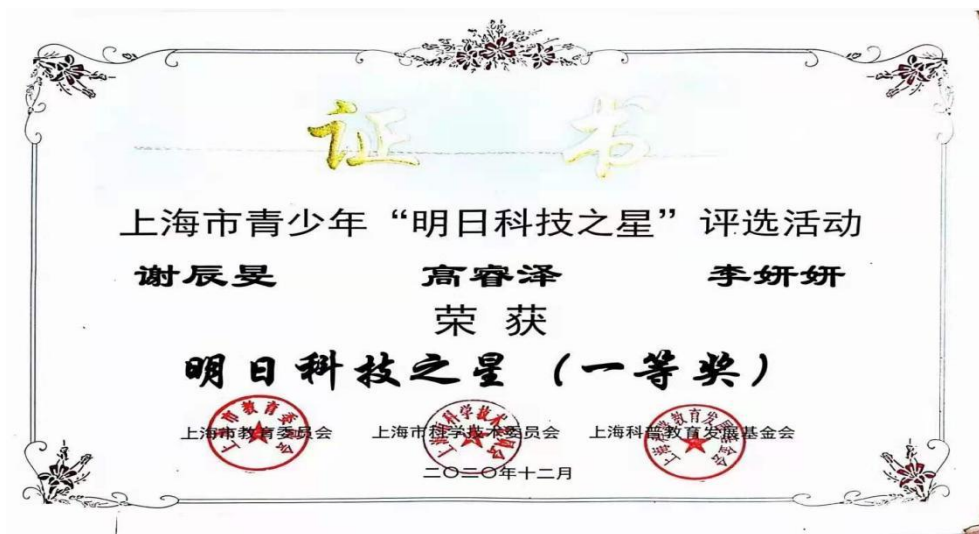 证书
上海市青少年“明日科技之星”评选活动
谢辰旻 高睿泽 李妍妍
荣 获
明日科技之星（一等奖）
上海市教育委员会 上海市科学技术委员会 上海科普教育发展基金会
二〇二〇年十二月